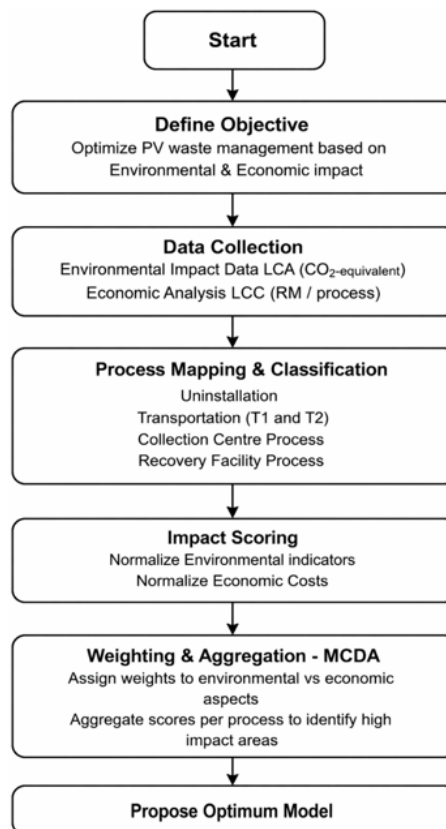 Start
Define Objective
Optimize PV waste management based on
Environmental & Economic impact
Data Collection
Environmental Impact Data LCA (CO₂-equivalent)
Economic Analysis LCC (RM / process)
Process Mapping & Classification
Uninstallation
Transportation (T1 and T2)
Collection Centre Process
Recovery Facility Process
Impact Scoring
Normalize Environmental indicators
Normalize Economic Costs
Weighting & Aggregation - MCDA
Assign weights to environmental vs economic
aspects
Aggregate scores per process to identify high
impact areas
Propose Optimum Model